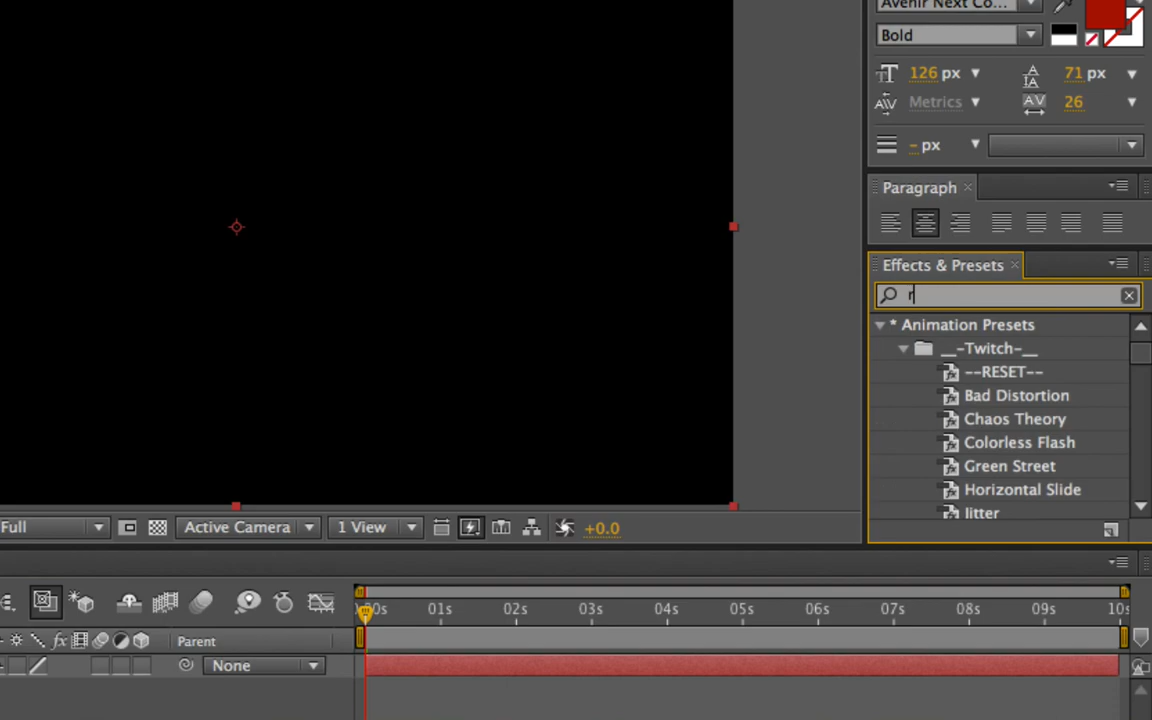 Avenir Next Co...
Bold
126 px
71 px
Metrics
26
- px
Paragraph
Effects & Presets
r
* Animation Presets
__-Twitch-__
--RESET--
Bad Distortion
Chaos Theory
Colorless Flash
Green Street
Horizontal Slide
Jitter
Full
Active Camera
1 View
+0.0
00s
01s
02s
03s
04s
05s
06s
07s
08s
09s
10s
fx
Parent
None